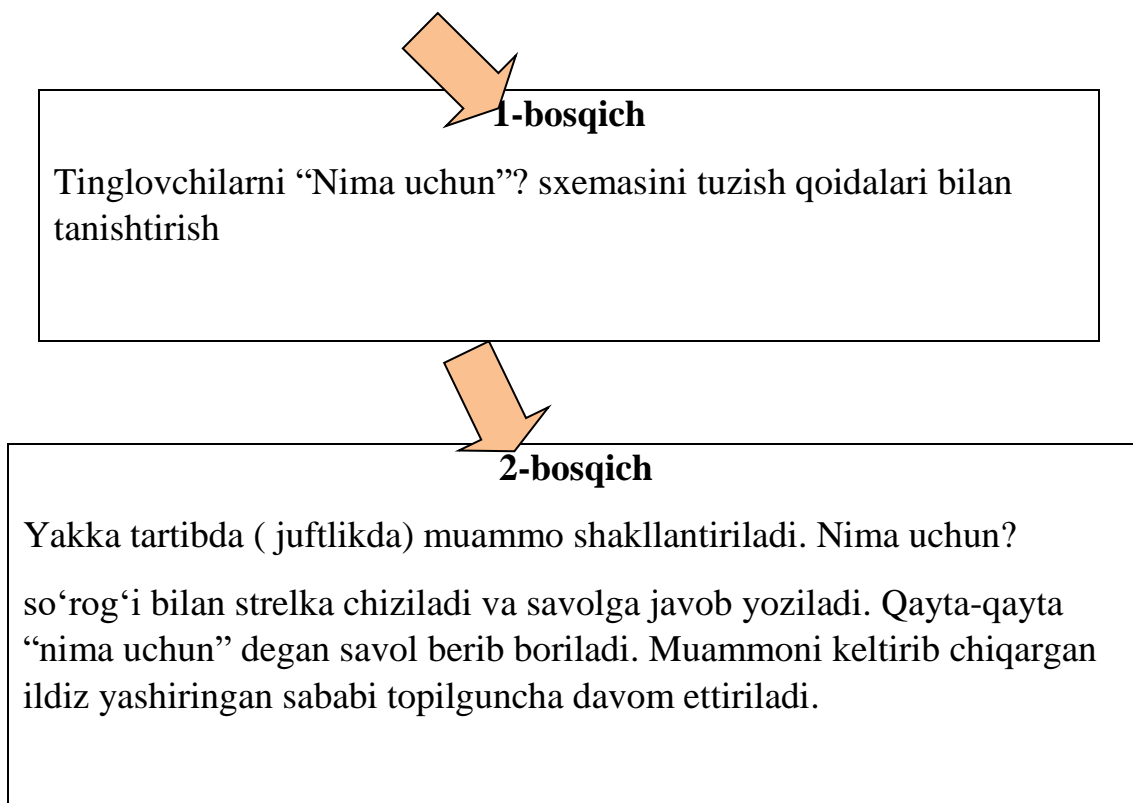 1-bosqich
Tinglovchilarni “Nima uchun”? sxemasini tuzish qoidalari bilan
tanishtirish
2-bosqich
Yakka tartibda ( juftlikda) muammo shakllantiriladi. Nima uchun?
so‘rog‘i bilan strelka chiziladi va savolga javob yoziladi. Qayta-qayta
“nima uchun” degan savol berib boriladi. Muammoni keltirib chiqargan
ildiz yashiringan sababi topilguncha davom ettiriladi.